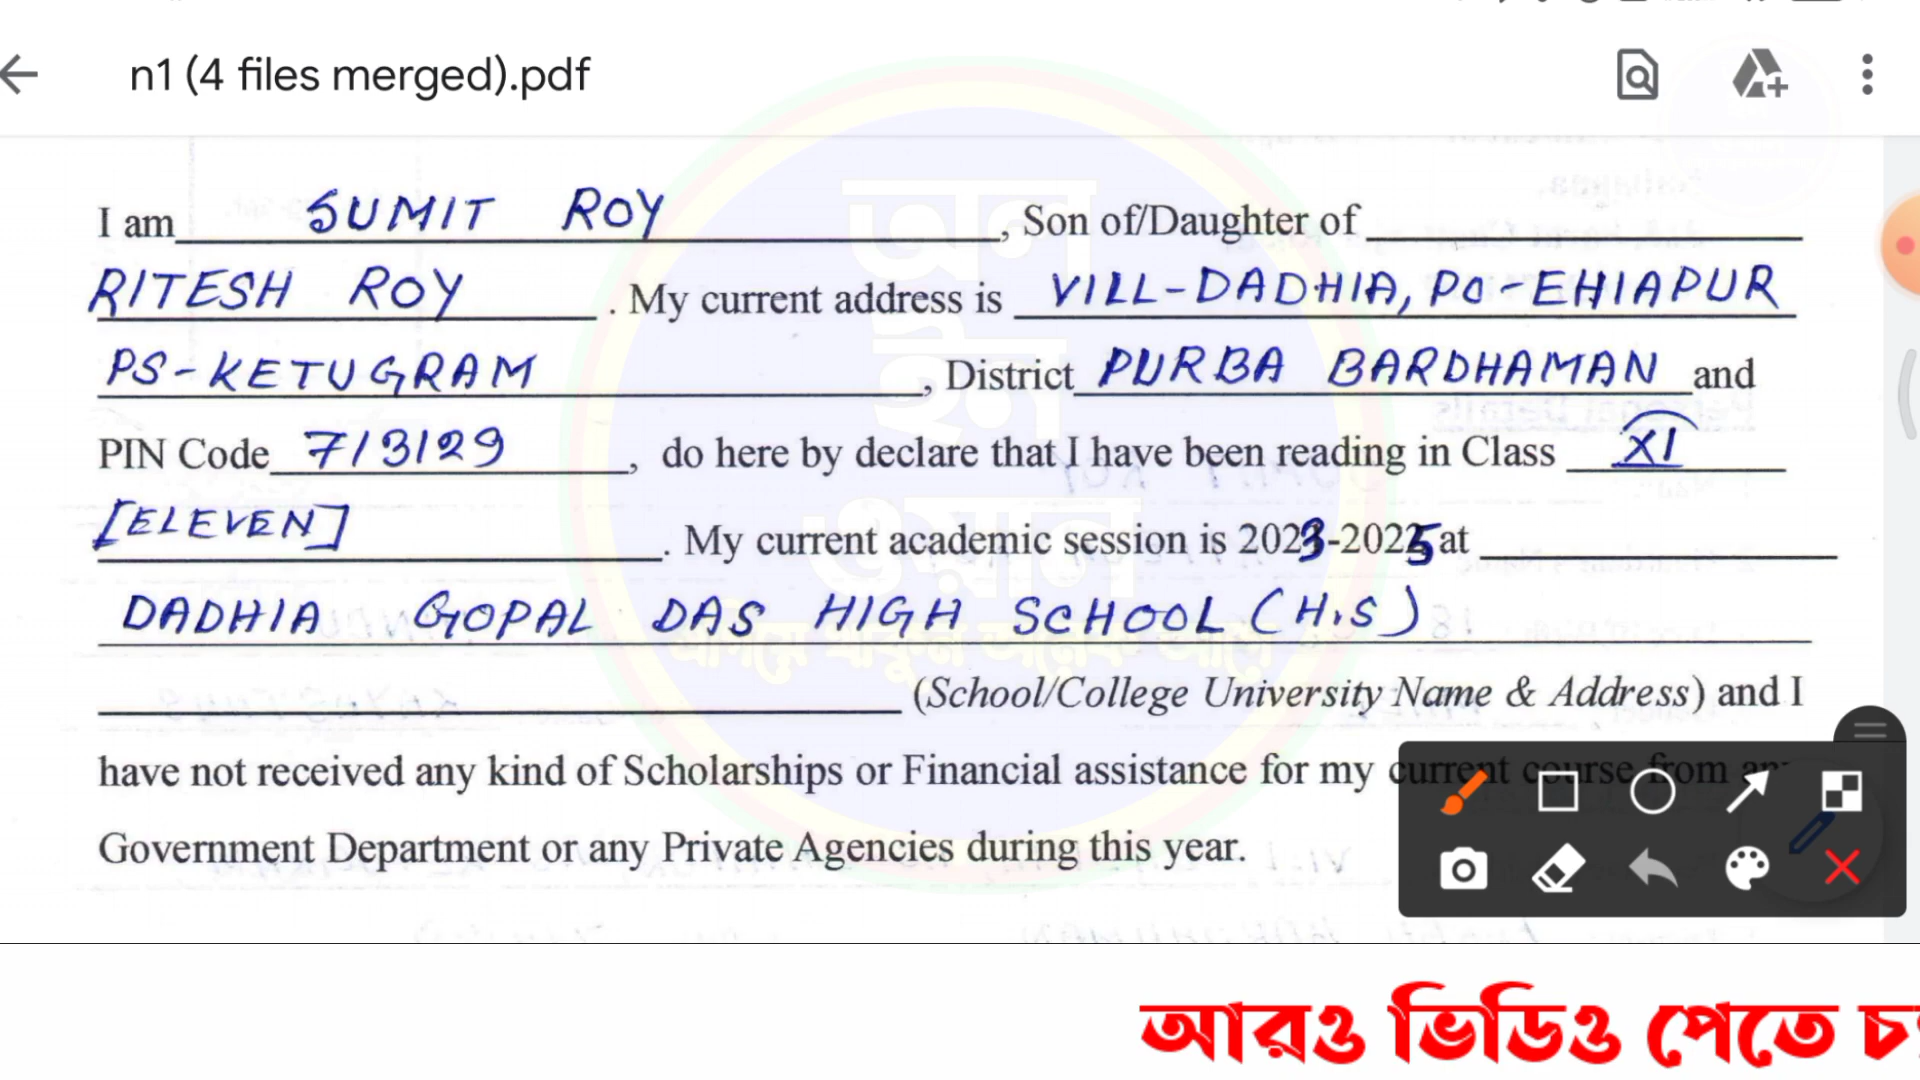 n1 (4 files merged).pdf
I am SUMIT ROY, Son of/Daughter of
RITESH ROY. My current address is VILL-DADHIA, PO-EHIAPUR
PS-KETUGRAM, District PURBA BARDHAMAN and
PIN Code 713129, do here by declare that I have been reading in Class XI
[ELEVEN]. My current academic session is 2023-2025 at
DADHIA GOPAL DAS HIGH SCHOOL (H.S)
(School/College University Name & Address) and I
have not received any kind of Scholarships or Financial assistance for my current course from
Government Department or any Private Agencies during this year.
আরও ভিডিও পেতে